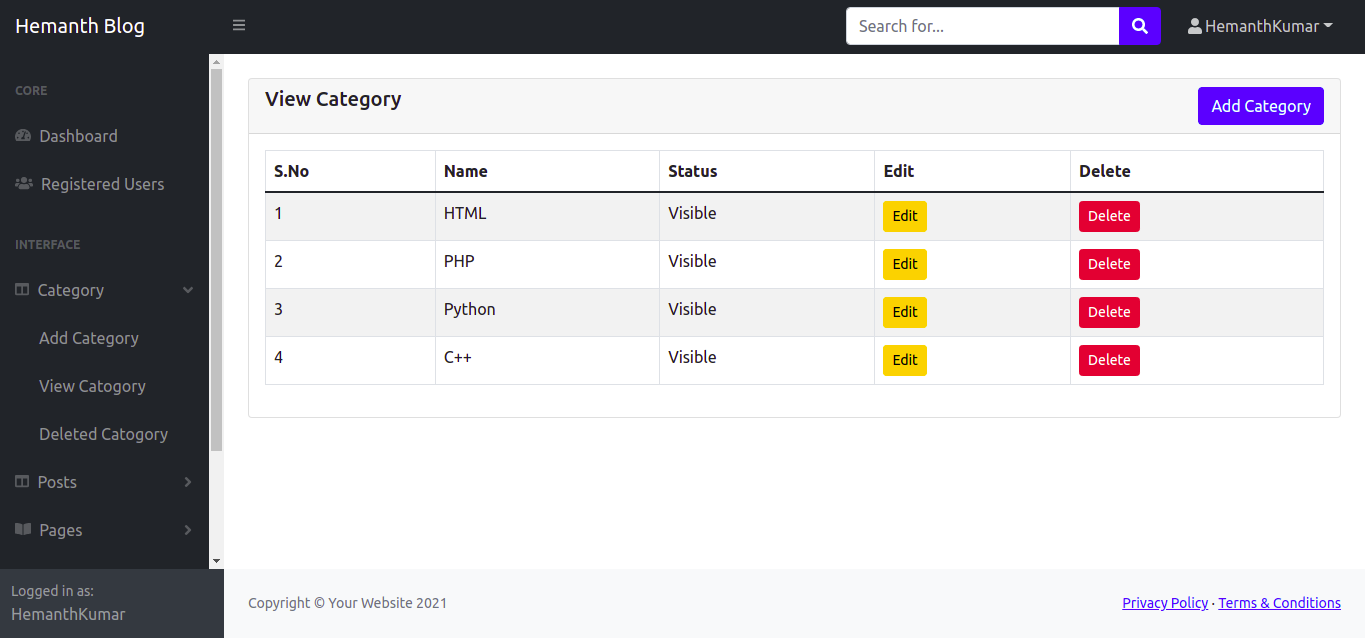 Hemanth Blog
Search for...
HemanthKumar
CORE
Dashboard
Registered Users
INTERFACE
Category
Add Category
View Catogory
Deleted Catogory
Posts
Pages
Logged in as:
HemanthKumar
View Category
Add Category
S.No Name Status Edit Delete
1 HTML Visible Edit Delete
2 PHP Visible Edit Delete
3 Python Visible Edit Delete
4 C++ Visible Edit Delete
Copyright © Your Website 2021
Privacy Policy · Terms & Conditions